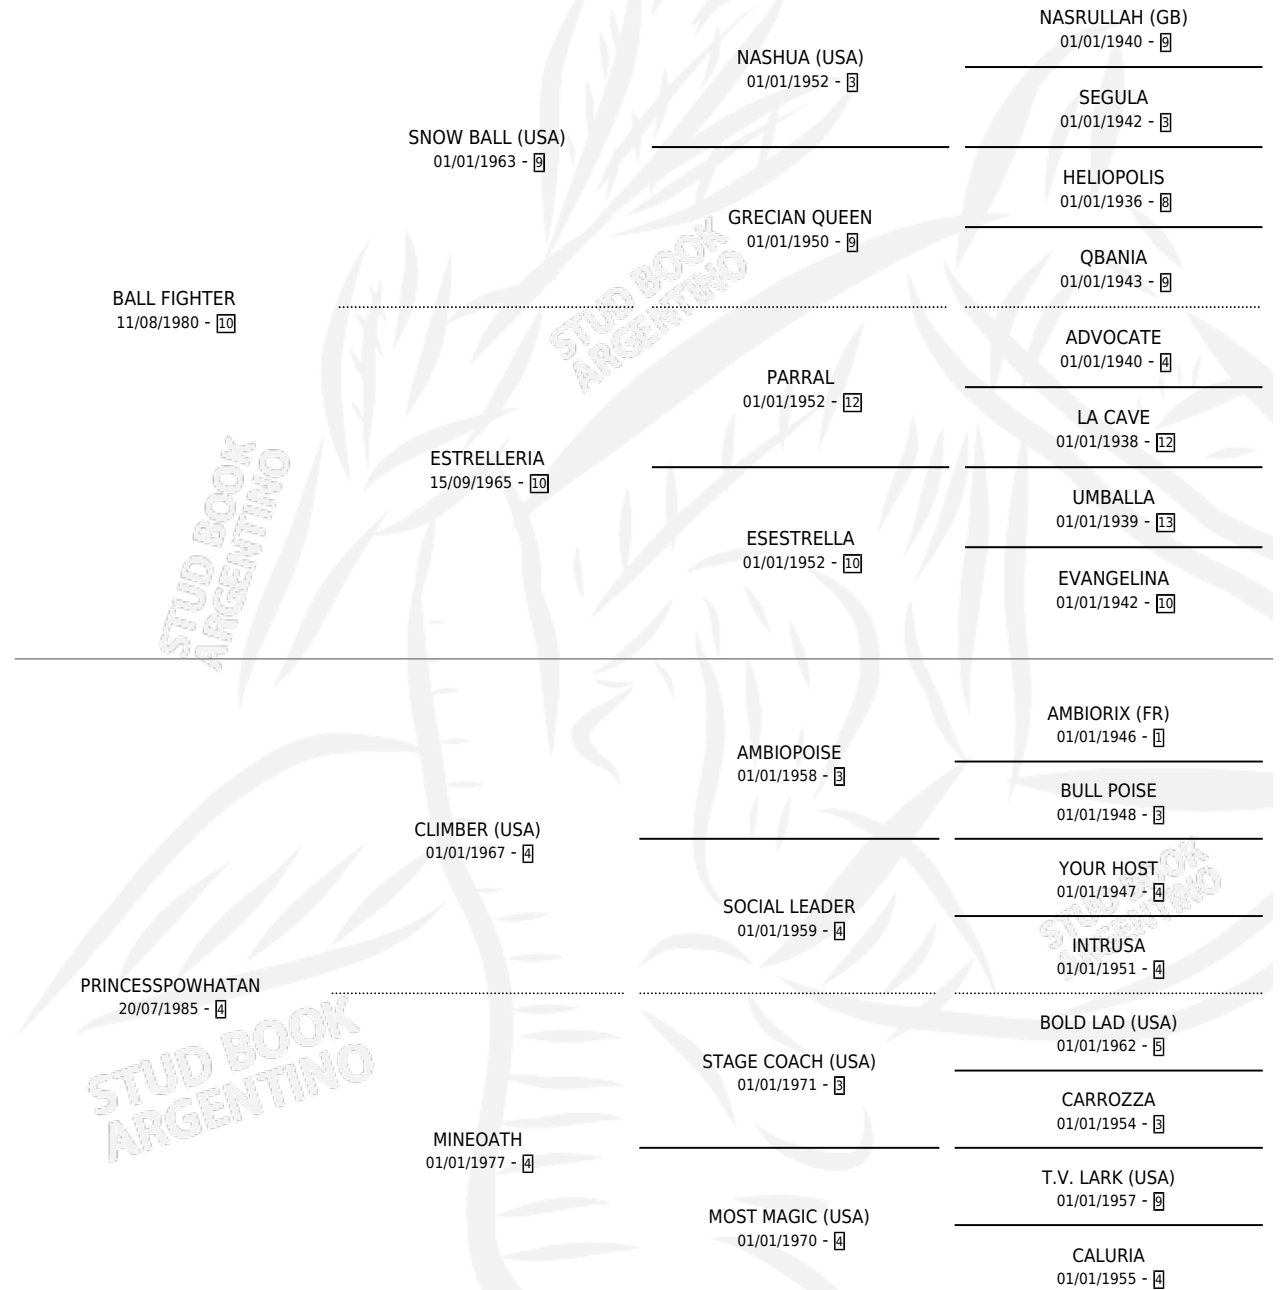 NASRULLAH (GB)
01/01/1940 - 9
NASHUA (USA)
01/01/1952 - 3
SEGULA
01/01/1942 - 3
SNOW BALL (USA)
01/01/1963 - 9
HELIOPOLIS
01/01/1936 - 8
GRECIAN QUEEN
01/01/1950 - 9
QBANIA
01/01/1943 - 9
BALL FIGHTER
11/08/1980 - 10
ADVOCATE
01/01/1940 - 4
PARRAL
01/01/1952 - 12
LA CAVE
01/01/1938 - 12
ESTRELLERIA
15/09/1965 - 10
UMBALLA
01/01/1939 - 13
ESESTRELLA
01/01/1952 - 10
EVANGELINA
01/01/1942 - 10
AMBIORIX (FR)
01/01/1946 - 1
AMBIOPOISE
01/01/1958 - 3
BULL POISE
01/01/1948 - 3
CLIMBER (USA)
01/01/1967 - 4
YOUR HOST
01/01/1947 - 4
SOCIAL LEADER
01/01/1959 - 4
INTRUSA
01/01/1951 - 4
PRINCESSPOWHATAN
20/07/1985 - 4
BOLD LAD (USA)
01/01/1962 - 5
STAGE COACH (USA)
01/01/1971 - 3
CARROZZA
01/01/1954 - 3
MINEOATH
01/01/1977 - 4
T.V. LARK (USA)
01/01/1957 - 9
MOST MAGIC (USA)
01/01/1970 - 4
CALURIA
01/01/1955 - 4
STUD BOOK
ARGENTINO
STUD BOOK
ARGENTINO
STUD BOOK
ARGENTINO
STUD BOOK
ARGENTINO